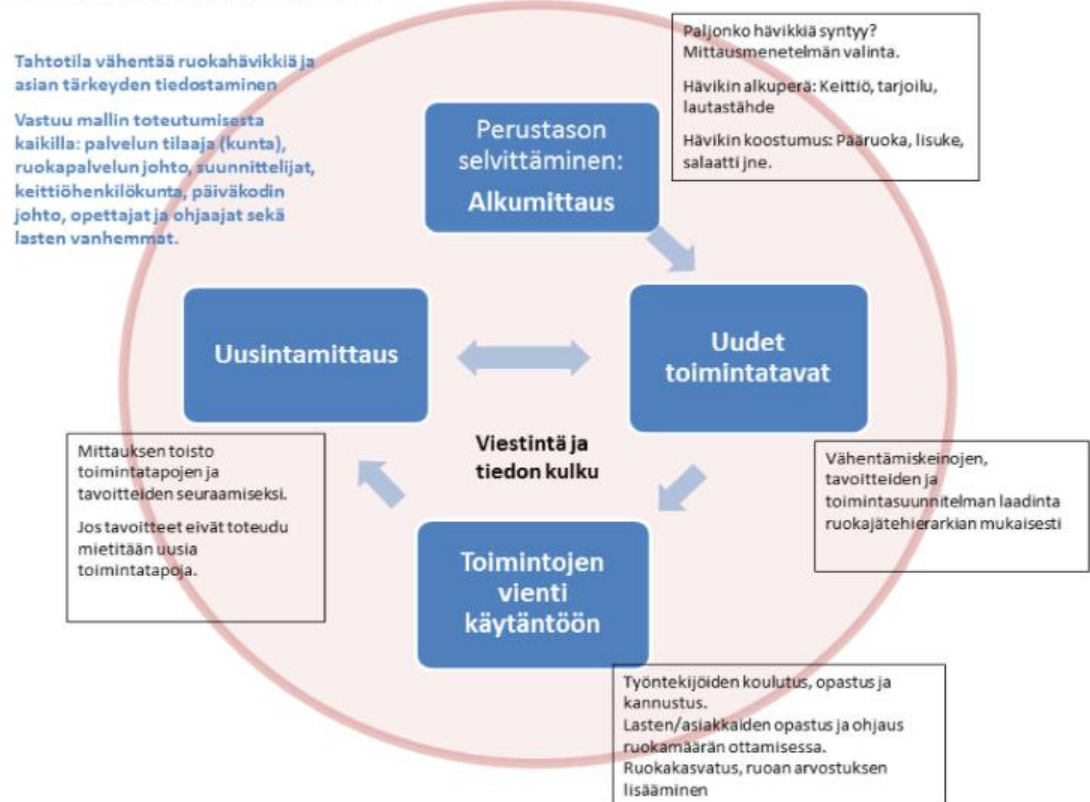 Tahtotila vähentää ruokahävikkiä ja
asian tärkeyden tiedostaminen
Vastuu mallin toteutumisesta
kaikilla: palvelun tilaaja (kunta),
ruokapalvelun johto, suunnittelijat,
keittiöhenkilökunta, päiväkodin
johto, opettajat ja ohjaajat sekä
lasten vanhemmat.
Perustason
selvittäminen:
Alkumittaus
Paljonko hävikkiä syntyy?
Mittausmenetelmän valinta.
Hävikin alkuperä: Keittiö, tarjoilu,
lautastähde
Hävikin koostumus: Pääruoka, lisuke,
salaatti jne.
Uusintamittaus
Uudet
toimintatavat
Viestintä ja
tiedon kulku
Mittauksen toisto
toimintatapojen ja
tavoitteiden seuraamiseksi.
Jos tavoitteet eivät toteudu
mietitään uusia
toimintatapoja.
Vähentämiskeinojen,
tavoitteiden ja
toimintasuunnitelman laadinta
ruokajätehierarkian mukaisesti
Toimintojen
vienti
käytäntöön
Työntekijöiden koulutus, opastus ja
kannustus.
Lasten/asiakkaiden opastus ja ohjaus
ruokamäärän ottamisessa.
Ruokakasvatus, ruoan arvostuksen
lisääminen